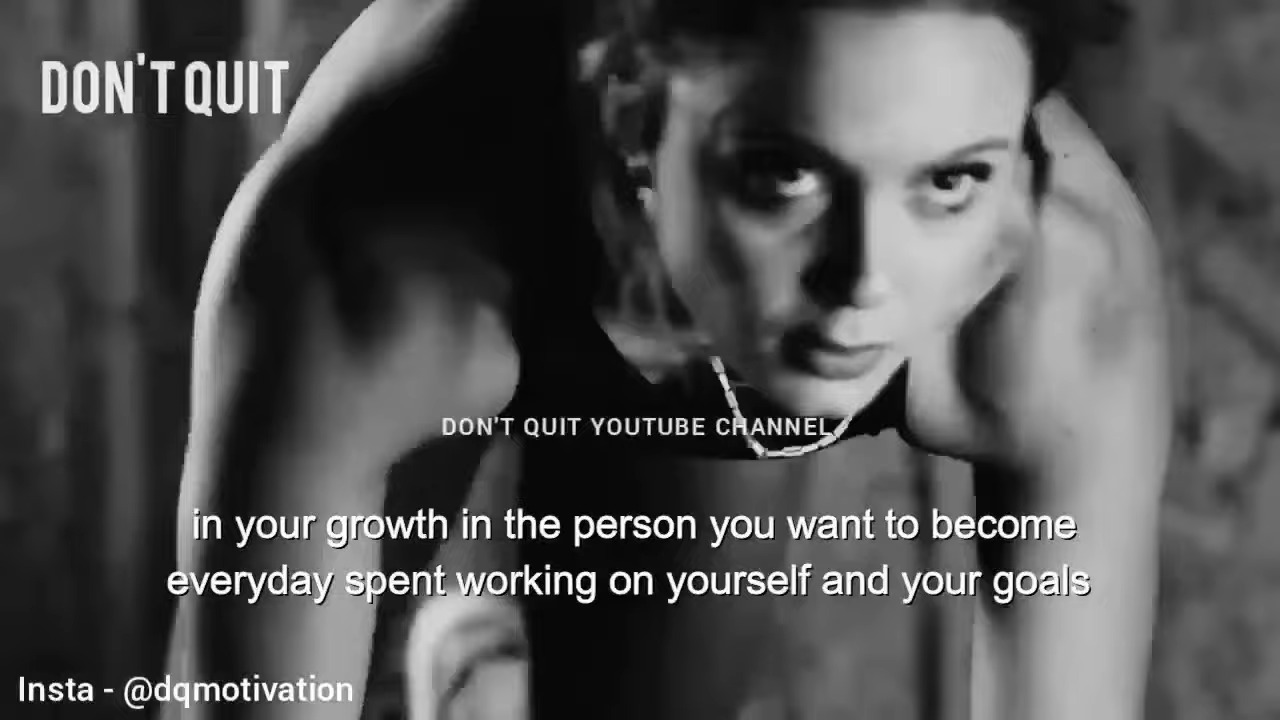 DON'T QUIT
DON'T QUIT YOUTUBE CHANNEL
in your growth in the person you want to become
everyday spent working on yourself and your goals
Insta - @dqmotivation